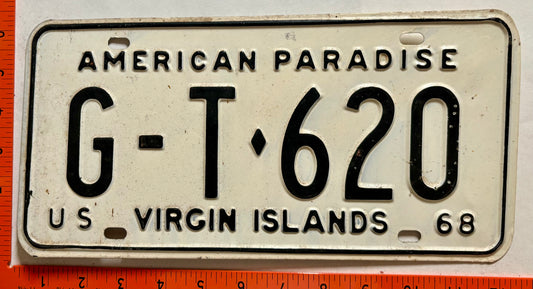 AMERICAN PARADISE
G-T♦620
US VIRGIN ISLANDS 68